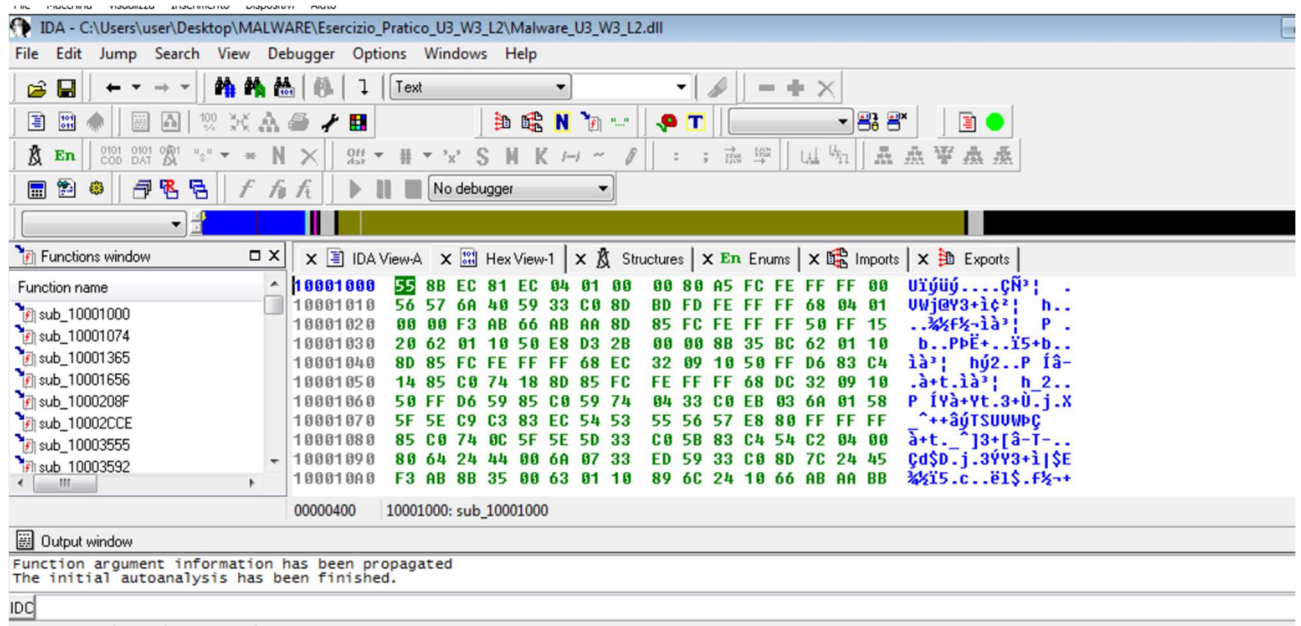 IDA - C:\Users\user\Desktop\MALWARE\Esercizio_Pratico_U3_W3_L2\Malware_U3_W3_L2.dll
File Edit Jump Search View Debugger Options Windows Help
Text
No debugger
Functions window
IDA View-A
Hex View-1
Structures
Enums
Imports
Exports
Function name
sub_10001000
sub_10001074
sub_10001365
sub_10001656
sub_1000208F
sub_10002CCE
sub_10003555
sub_10003592
10001000 55 8B EC 81 EC 04 01 00 00 80 A5 FC FE FF FF 00
10001010 56 57 6A 40 59 33 C0 8D BD FD FE FF FF 68 04 01
10001020 00 00 F3 AB 66 AB AA 8D 85 FC FE FF FF 50 FF 15
10001030 20 62 01 10 50 E8 D3 2B 00 00 8B 35 BC 62 01 10
10001040 8D 85 FC FE FF FF 68 EC 32 09 10 50 FF D6 83 C4
10001050 14 85 C0 74 18 8D 85 FC FE FF FF 68 DC 32 09 10
10001060 50 FF D6 59 85 C0 59 74 04 33 C0 EB 03 6A 01 58
10001070 5F 5E C9 C3 83 EC 54 53 55 56 57 E8 80 FF FF FF
10001080 85 C0 74 0C 5F 5E 5D 33 C0 5B 83 C4 54 C2 04 00
10001090 80 64 24 44 00 6A 07 33 ED 59 33 C0 8D 7C 24 45
100010A0 F3 AB 8B 35 00 63 01 10 89 6C 24 10 66 AB AA BB
00000400 10001000: sub_10001000
Output window
Function argument information has been propagated
The initial autoanalysis has been finished.
IDC